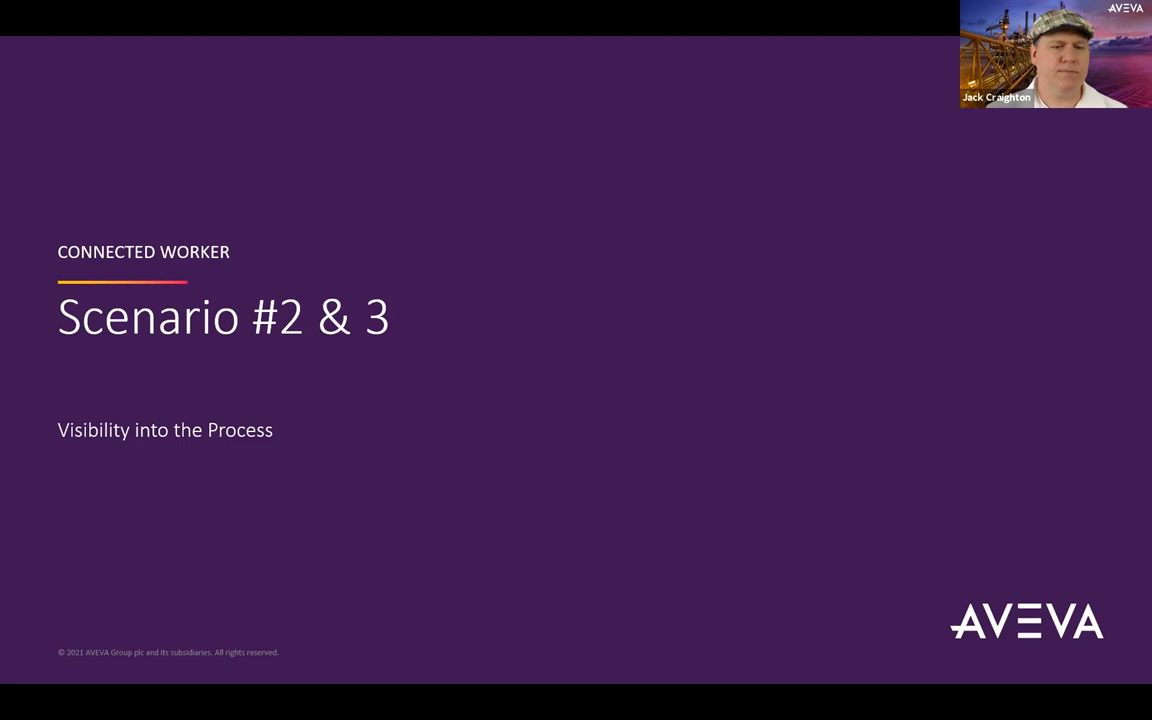 AVEVA
Jack Craighton
CONNECTED WORKER
Scenario #2 & 3
Visibility into the Process
AVEVA
© 2021 AVEVA Group plc and its subsidiaries. All rights reserved.